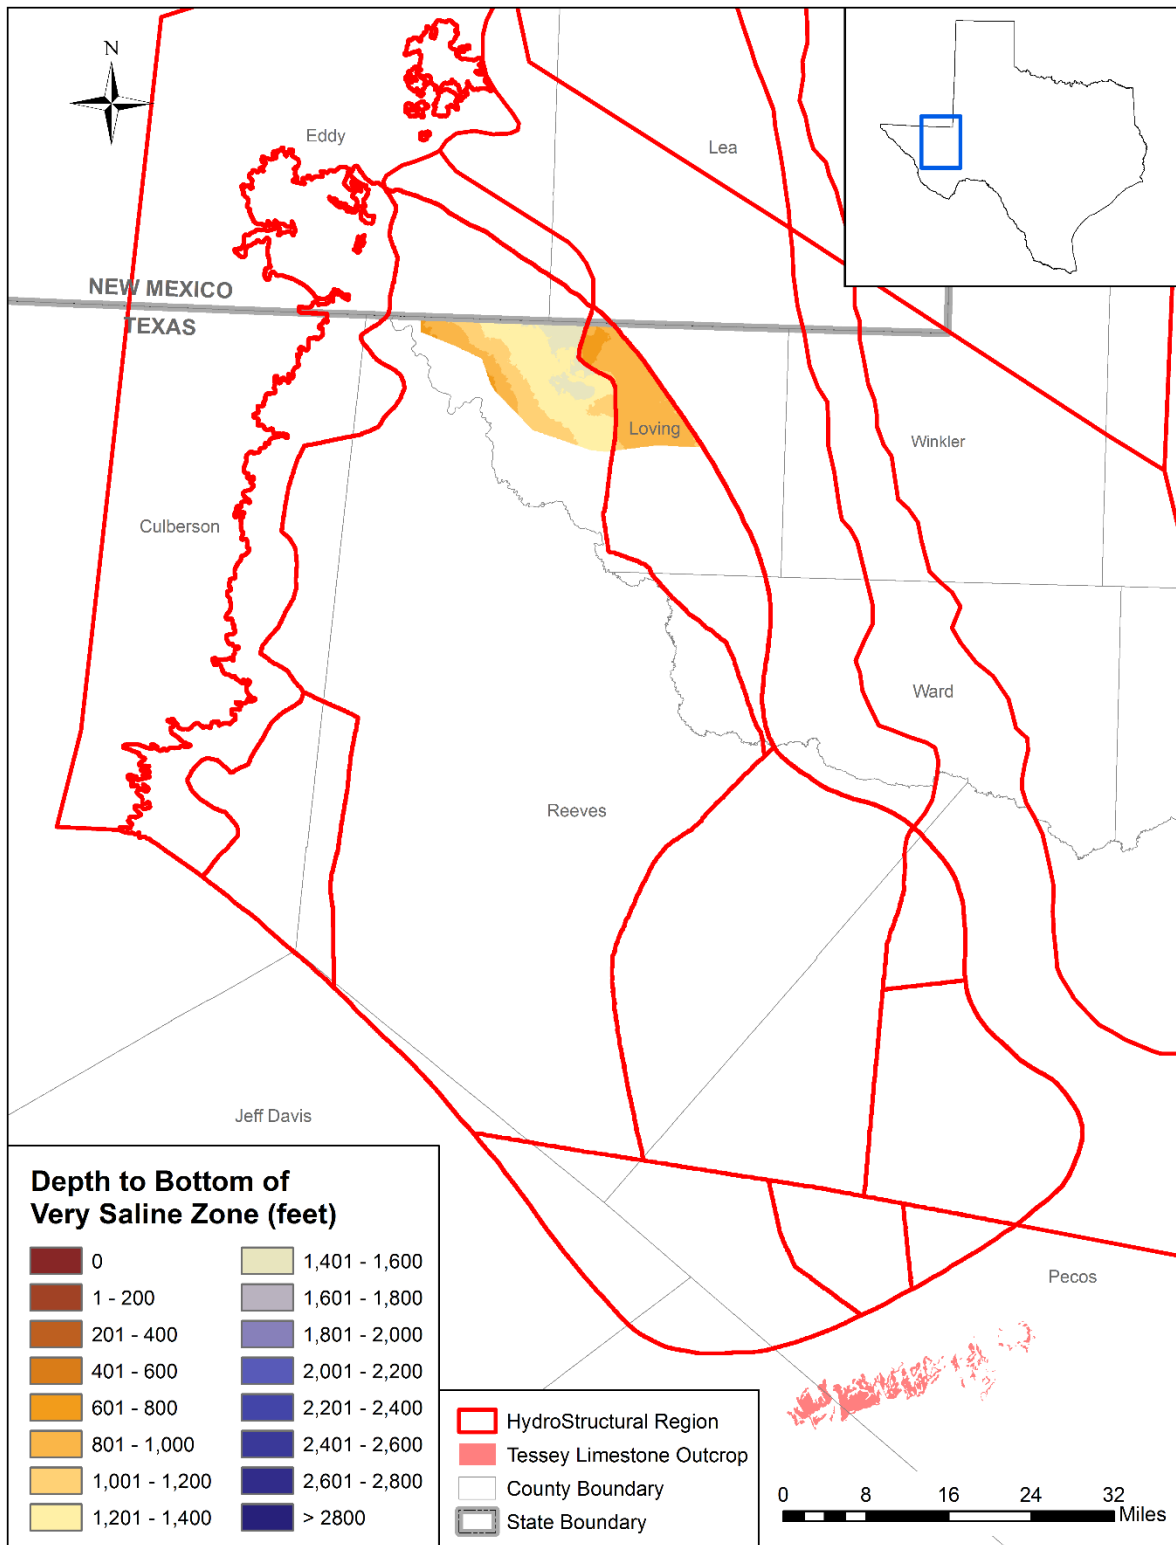 N
Eddy
Lea
NEW MEXICO
TEXAS
Loving
Winkler
Culberson
Ward
Reeves
Jeff Davis
Pecos
Depth to Bottom of
Very Saline Zone (feet)
0
1 - 200
201 - 400
401 - 600
601 - 800
801 - 1,000
1,001 - 1,200
1,201 - 1,400
1,401 - 1,600
1,601 - 1,800
1,801 - 2,000
2,001 - 2,200
2,201 - 2,400
2,401 - 2,600
2,601 - 2,800
> 2800
HydroStructural Region
Tessey Limestone Outcrop
County Boundary
State Boundary
0 8 16 24 32
Miles